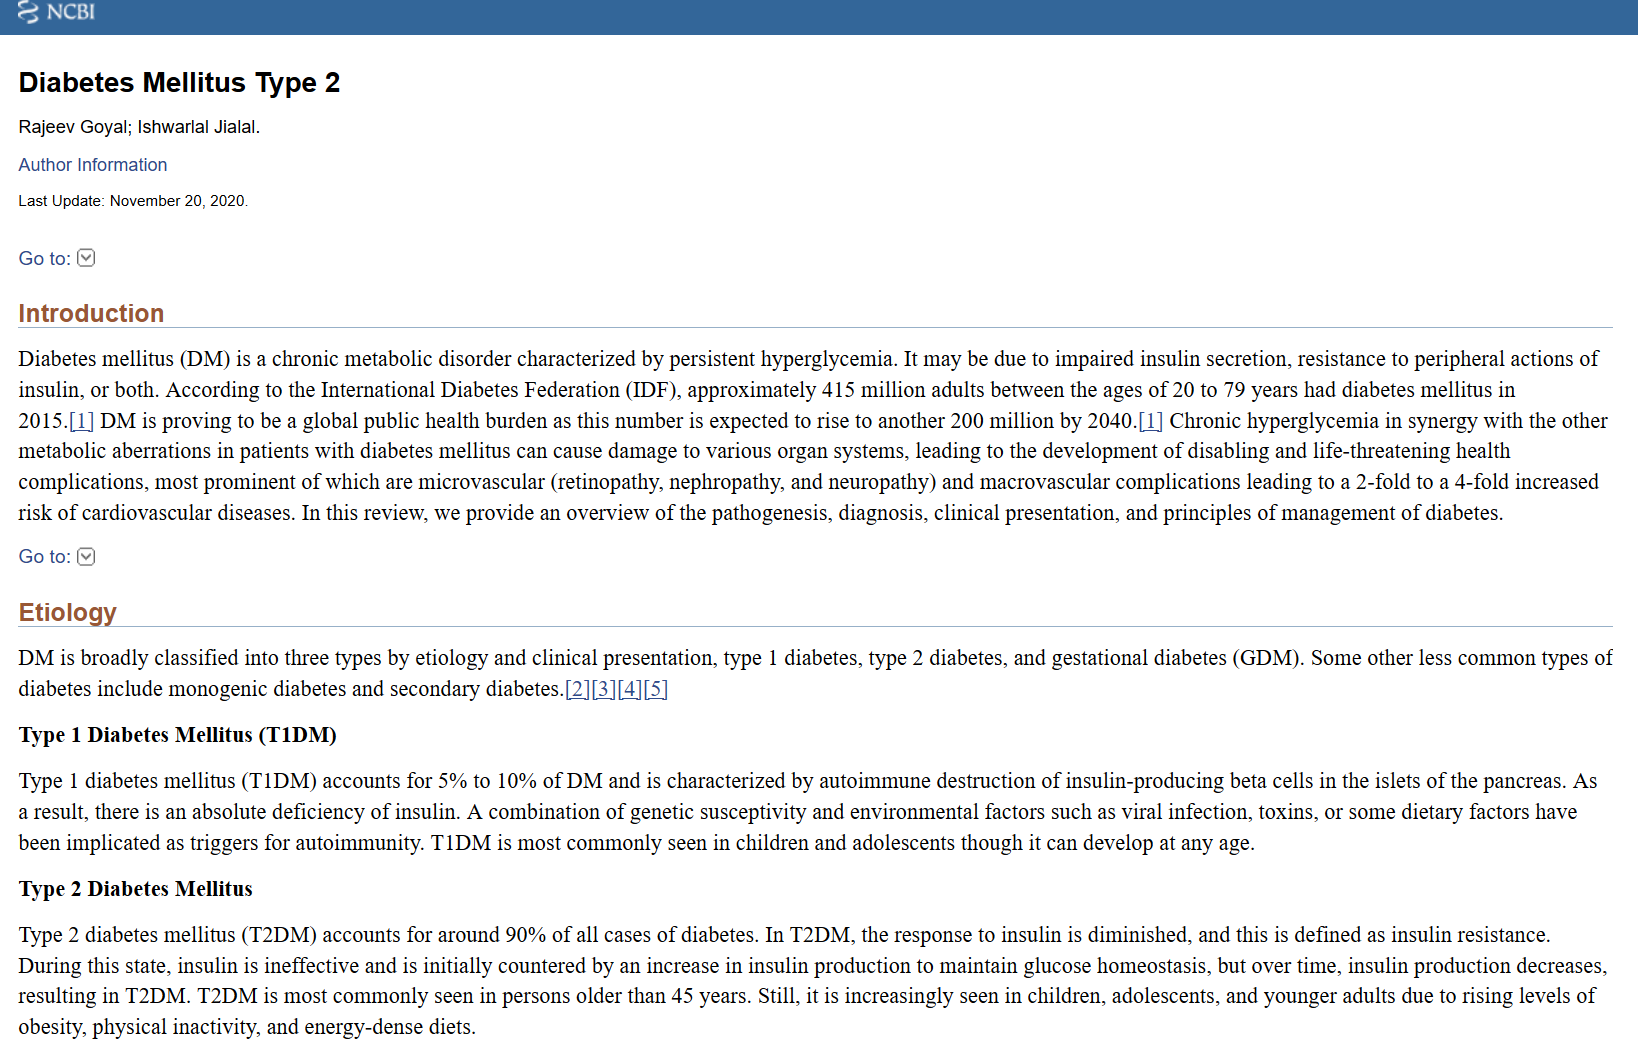 NCBI
Diabetes Mellitus Type 2
Rajeev Goyal; Ishwarlal Jialal.
Author Information
Last Update: November 20, 2020.
Go to:
Introduction
Diabetes mellitus (DM) is a chronic metabolic disorder characterized by persistent hyperglycemia. It may be due to impaired insulin secretion, resistance to peripheral actions of
insulin, or both. According to the International Diabetes Federation (IDF), approximately 415 million adults between the ages of 20 to 79 years had diabetes mellitus in
2015.[1] DM is proving to be a global public health burden as this number is expected to rise to another 200 million by 2040.[1] Chronic hyperglycemia in synergy with the other
metabolic aberrations in patients with diabetes mellitus can cause damage to various organ systems, leading to the development of disabling and life-threatening health
complications, most prominent of which are microvascular (retinopathy, nephropathy, and neuropathy) and macrovascular complications leading to a 2-fold to a 4-fold increased
risk of cardiovascular diseases. In this review, we provide an overview of the pathogenesis, diagnosis, clinical presentation, and principles of management of diabetes.
Go to:
Etiology
DM is broadly classified into three types by etiology and clinical presentation, type 1 diabetes, type 2 diabetes, and gestational diabetes (GDM). Some other less common types of
diabetes include monogenic diabetes and secondary diabetes.[2][3][4][5]
Type 1 Diabetes Mellitus (T1DM)
Type 1 diabetes mellitus (T1DM) accounts for 5% to 10% of DM and is characterized by autoimmune destruction of insulin-producing beta cells in the islets of the pancreas. As
a result, there is an absolute deficiency of insulin. A combination of genetic susceptivity and environmental factors such as viral infection, toxins, or some dietary factors have
been implicated as triggers for autoimmunity. T1DM is most commonly seen in children and adolescents though it can develop at any age.
Type 2 Diabetes Mellitus
Type 2 diabetes mellitus (T2DM) accounts for around 90% of all cases of diabetes. In T2DM, the response to insulin is diminished, and this is defined as insulin resistance.
During this state, insulin is ineffective and is initially countered by an increase in insulin production to maintain glucose homeostasis, but over time, insulin production decreases,
resulting in T2DM. T2DM is most commonly seen in persons older than 45 years. Still, it is increasingly seen in children, adolescents, and younger adults due to rising levels of
obesity, physical inactivity, and energy-dense diets.